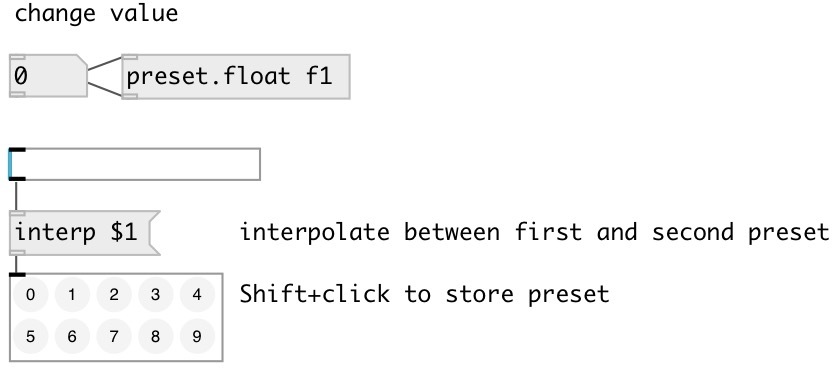 change value
0
preset.float f1
interp $1
interpolate between first and second preset
0 1 2 3 4
Shift+click to store preset
5 6 7 8 9